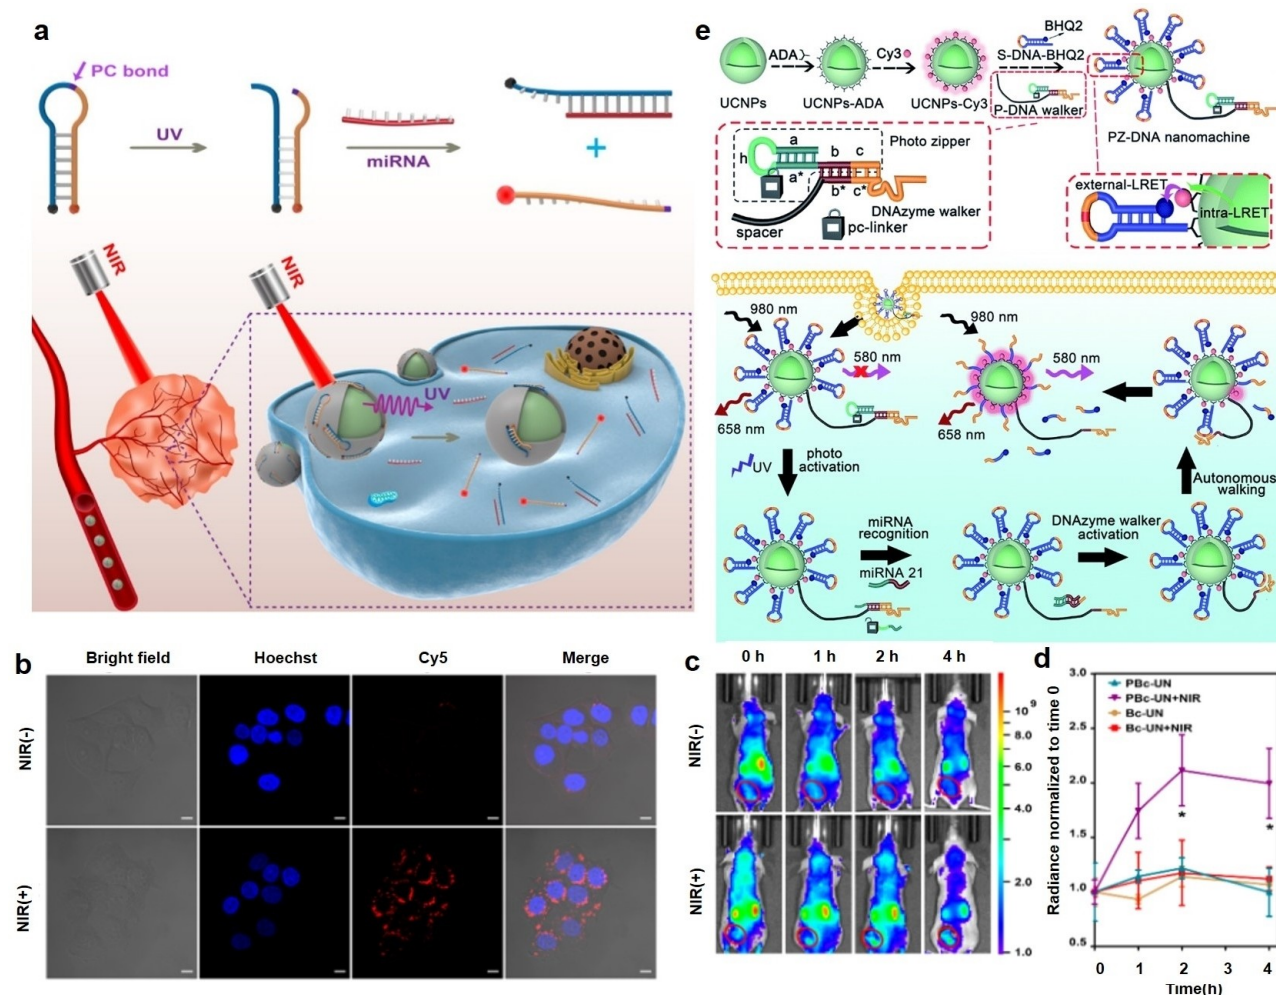 a
PC bond
UV
miRNA
+
NIR
NIR
UV
e
BHQ2
ADA
Cy3
S-DNA-BHQ2
UCNPs
UCNPs-ADA
UCNPs-Cy3
P-DNA walker
PZ-DNA nanomachine
Photo zipper
a
b
c
h
a*
b*
c*
DNAzyme walker
spacer
pc-linker
external-LRET
intra-LRET
980 nm
580 nm
658 nm
980 nm
580 nm
658 nm
UV
photo
activation
Autonomous
walking
miRNA
recognition
miRNA 21
DNAzyme walker
activation
b
Bright field
Hoechst
Cy5
Merge
NIR(-)
NIR(+)
c
0 h
1 h
2 h
4 h
NIR(-)
NIR(+)
10⁹
8.0
6.0
4.0
2.0
1.0
d
Radiance normalized to time 0
3.0
2.5
2.0
1.5
1.0
0.5
PBc-UN
PBc-UN+NIR
Bc-UN
Bc-UN+NIR
*
*
0
1
2
3
4
Time(h)